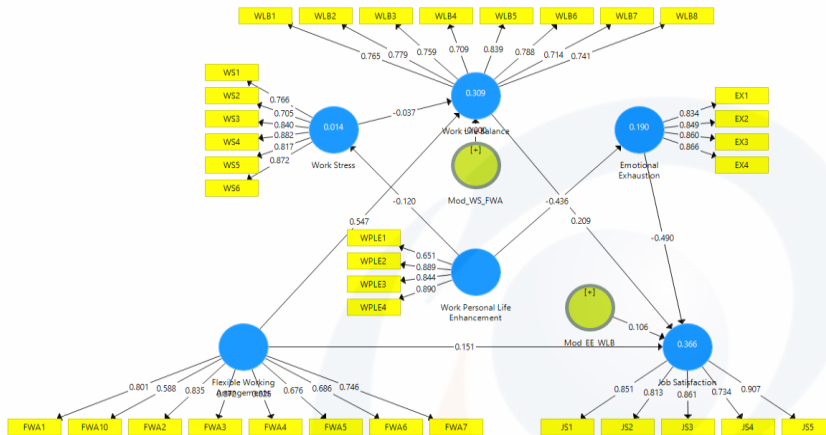 WLB1 WLB2 WLB3 WLB4 WLB5 WLB6 WLB7 WLB8
0.765 0.779 0.759 0.709 0.839 0.788 0.714 0.741
WS1
WS2
WS3
WS4
WS5
WS6
0.766
0.705
0.840
0.882
0.817
0.872
0.014
Work Stress
-0.037
0.309
Work Life Balance
[+]
Mod_WS_FWA
0.190
Emotional
Exhaustion
0.834
0.849
0.860
0.866
EX1
EX2
EX3
EX4
-0.120
-0.436
0.209
-0.490
0.547
WPLE1
WPLE2
WPLE3
WPLE4
0.651
0.889
0.844
0.890
Work Personal Life
Enhancement
[+]
Mod_EE_WLB
0.106
0.151
0.366
Job Satisfaction
Flexible Working
Arrangements
0.801 0.588 0.835 0.676 0.686 0.746
FWA1 FWA10 FWA2 FWA3 FWA4 FWA5 FWA6 FWA7
0.851 0.813 0.861 0.734 0.907
JS1 JS2 JS3 JS4 JS5